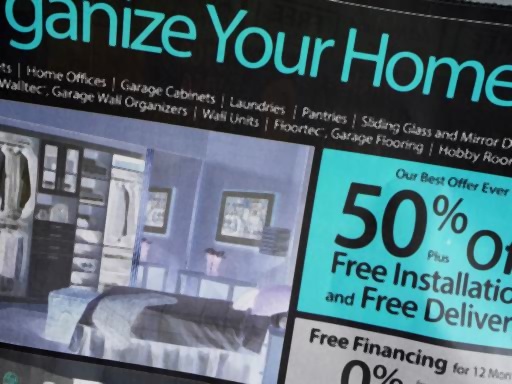 ganize Your Home
ets | Home Offices | Garage Cabinets | Laundries | Pantries | Sliding Glass and Mirror D
Walltec, Garage Wall Organizers | Wall Units | Floortec, Garage Flooring | Hobby Roo
Our Best Offer Ever
50% Of
Plus
Free Installatio
and Free Deliver
Free Financing for 12 Mon
0%